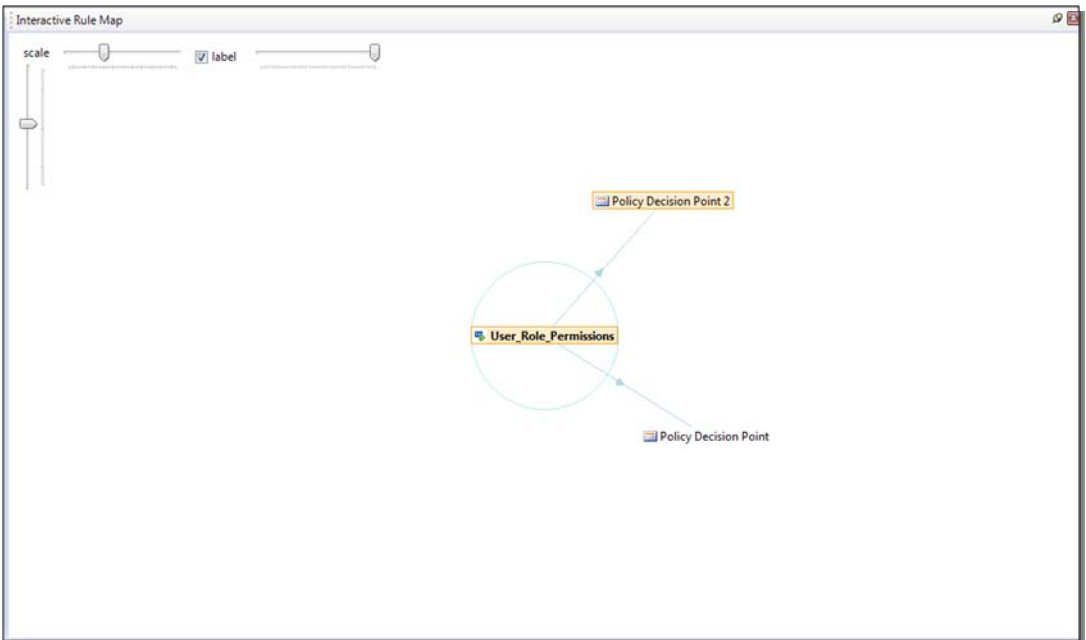 Interactive Rule Map
scale
label
Policy Decision Point 2
User_Role_Permissions
Policy Decision Point